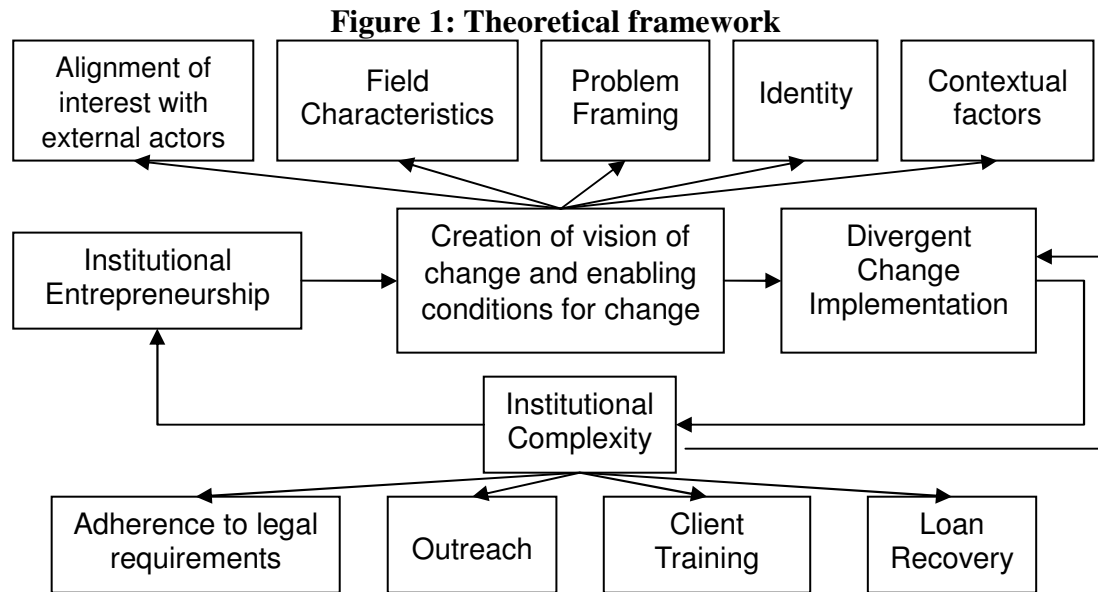 Figure 1: Theoretical framework
Alignment of
interest with
external actors
Field
Characteristics
Problem
Framing
Identity
Contextual
factors
Institutional
Entrepreneurship
Creation of vision of
change and enabling
conditions for change
Divergent
Change
Implementation
Institutional
Complexity
Adherence to legal
requirements
Outreach
Client
Training
Loan
Recovery